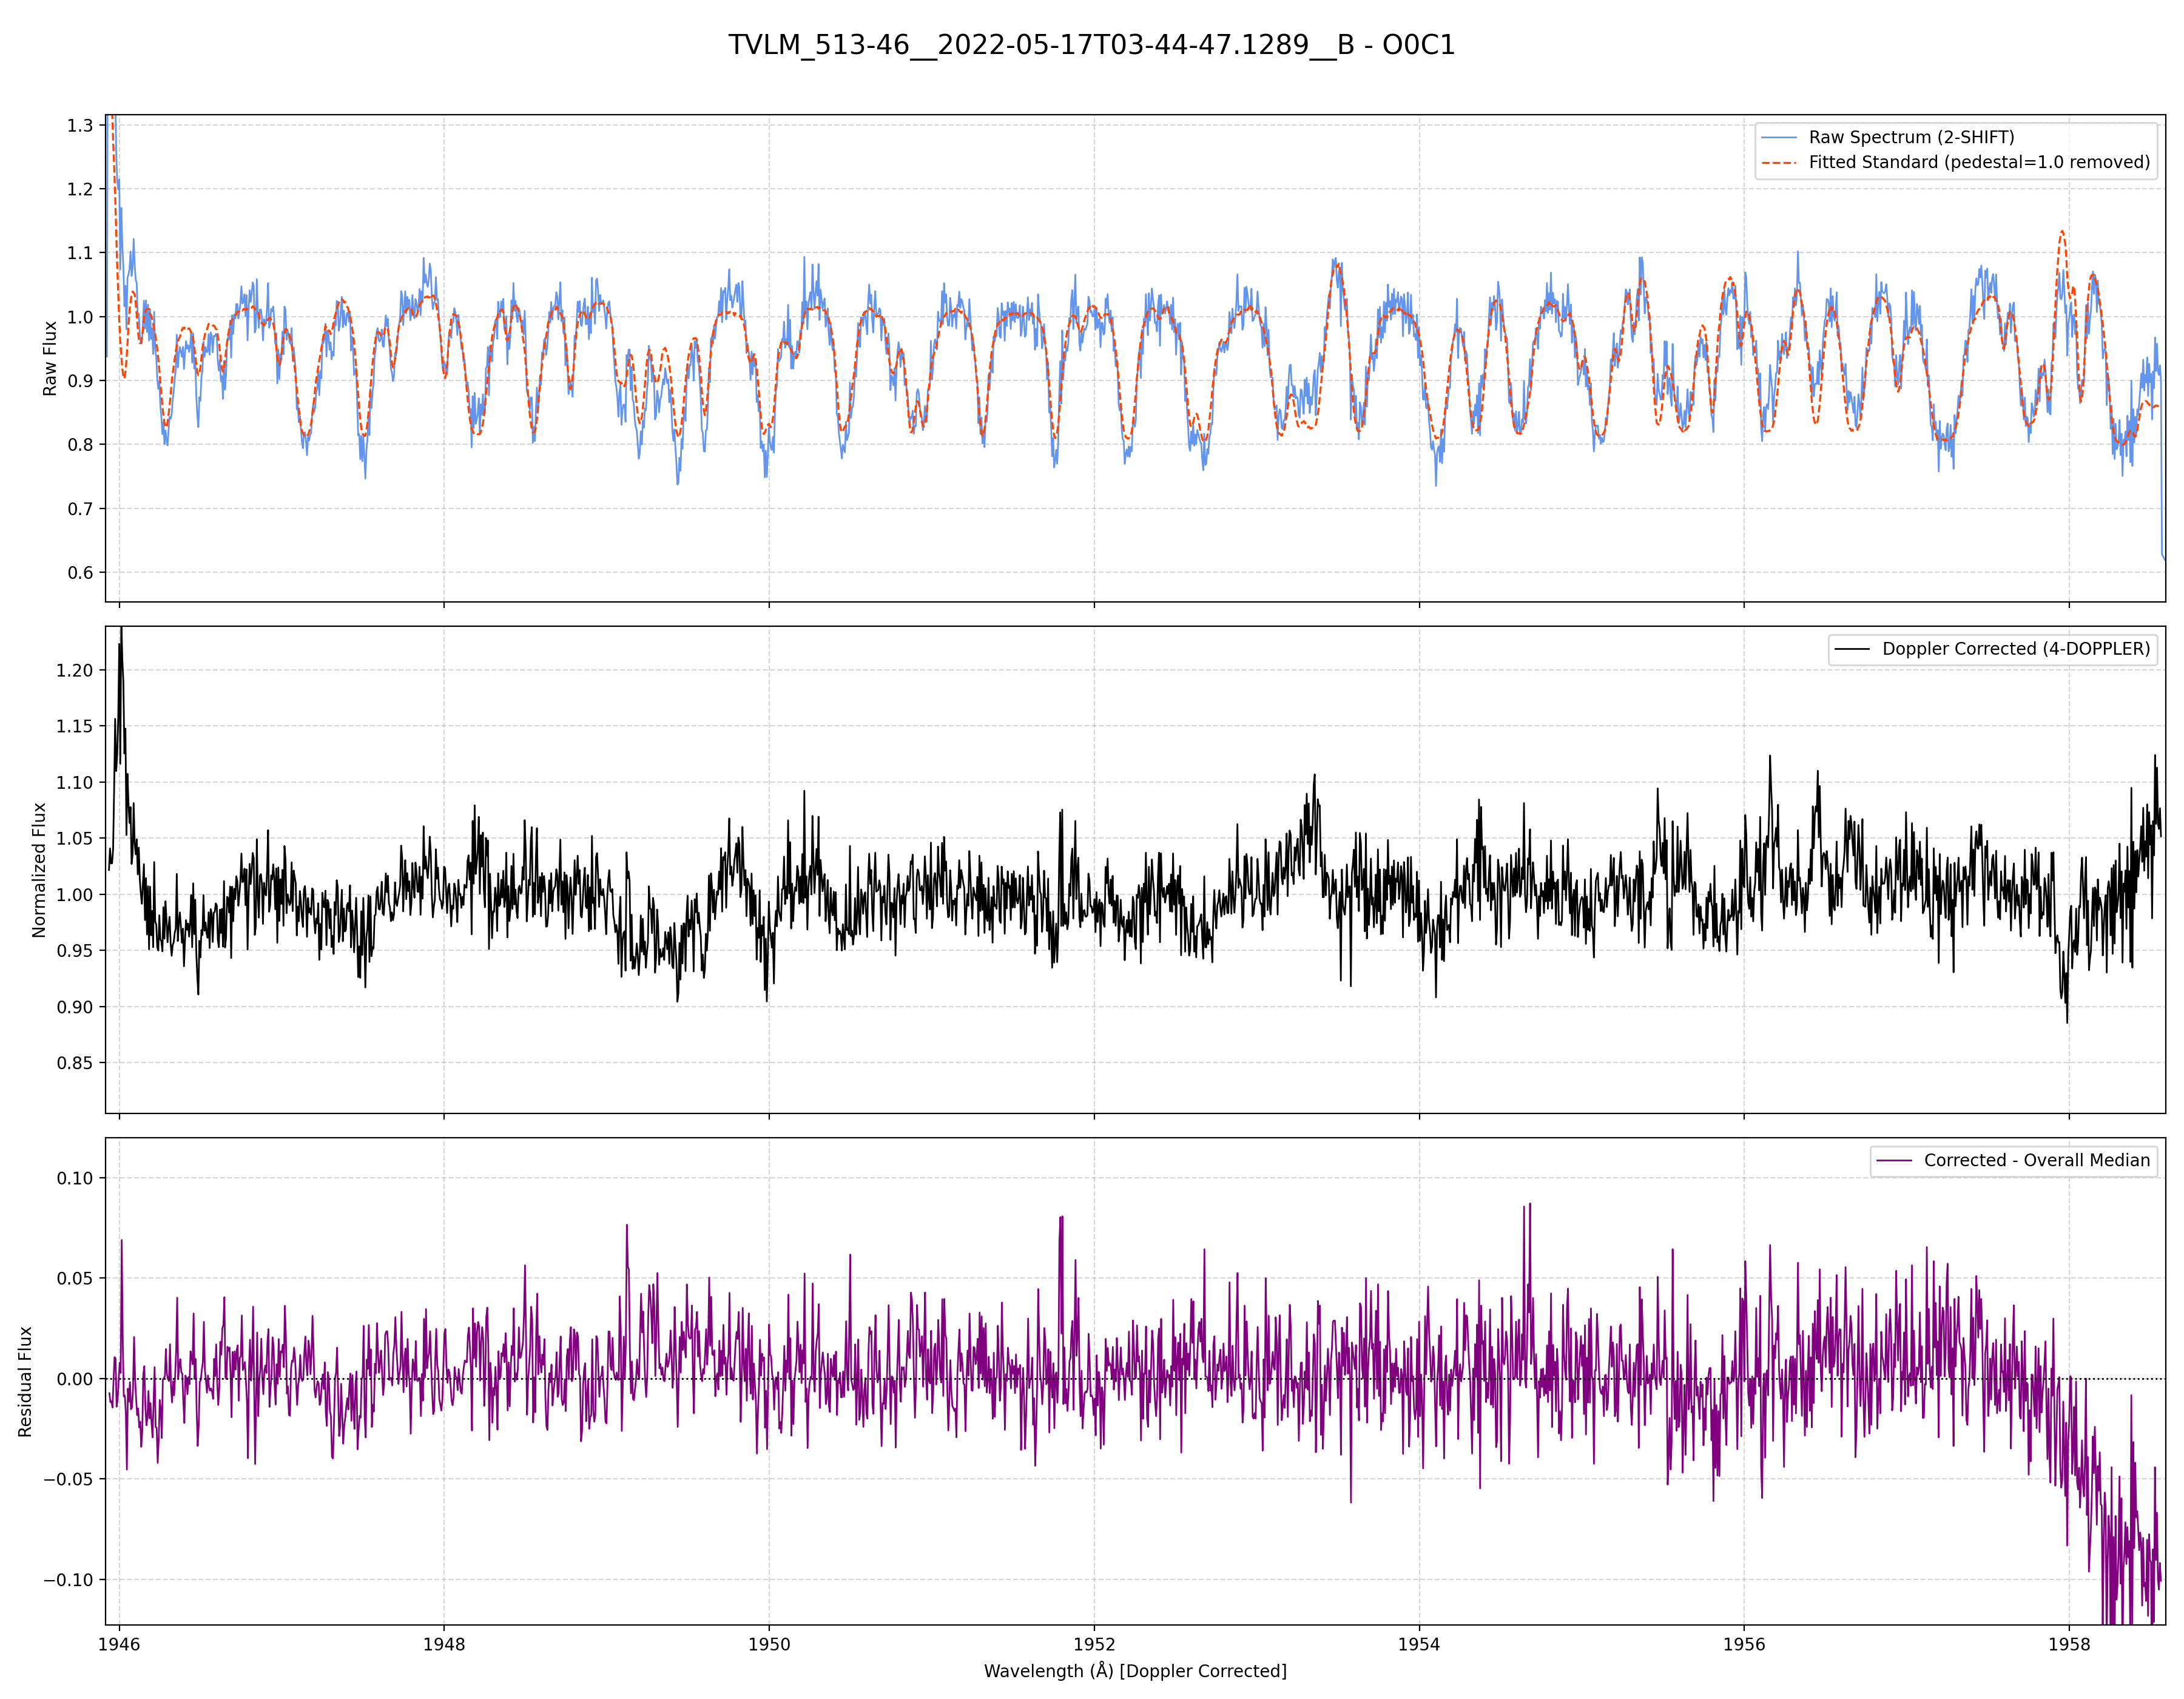 TVLM_513-46__2022-05-17T03-44-47.1289__B - O0C1
Raw Flux
1.3
1.2
1.1
1.0
0.9
0.8
0.7
0.6
Raw Spectrum (2-SHIFT)
Fitted Standard (pedestal=1.0 removed)
Normalized Flux
1.20
1.15
1.10
1.05
1.00
0.95
0.90
0.85
Doppler Corrected (4-DOPPLER)
Residual Flux
0.10
0.05
0.00
−0.05
−0.10
Corrected - Overall Median
1946 1948 1950 1952 1954 1956 1958
Wavelength (Å) [Doppler Corrected]